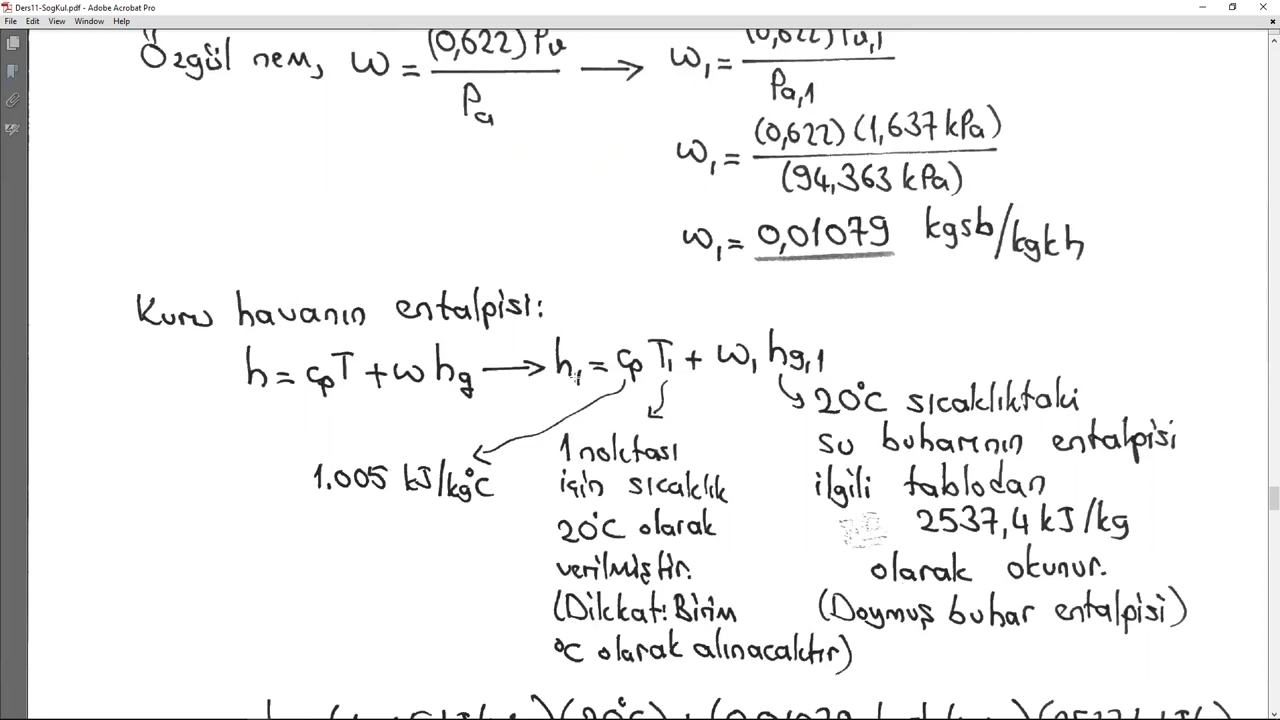 Ders11-SogKul.pdf - Adobe Acrobat Pro
File Edit View Window Help
Özgül nem, ω = (0,622) Pv / Pa → ω₁ = (0,622) Pv,1 / Pa,1
ω₁ = (0,622) (1,637 kPa) / (94,363 kPa)
ω₁ = 0,01079 kgsb/kgkh
Kuru havanın entalpisi:
h = cpT + ω hg → h₁ = cp T₁ + ω₁ hg,1
1.005 kJ/kg°C
1 noktası
için sıcaklık
20°C olarak
verilmiştir.
(Dikkat! Birim
°C olarak alınacaktır)
20°C sıcaklıktaki
su buharının entalpisi
ilgili tablodan
2537,4 kJ/kg
olarak okunur.
(Doymuş buhar entalpisi)